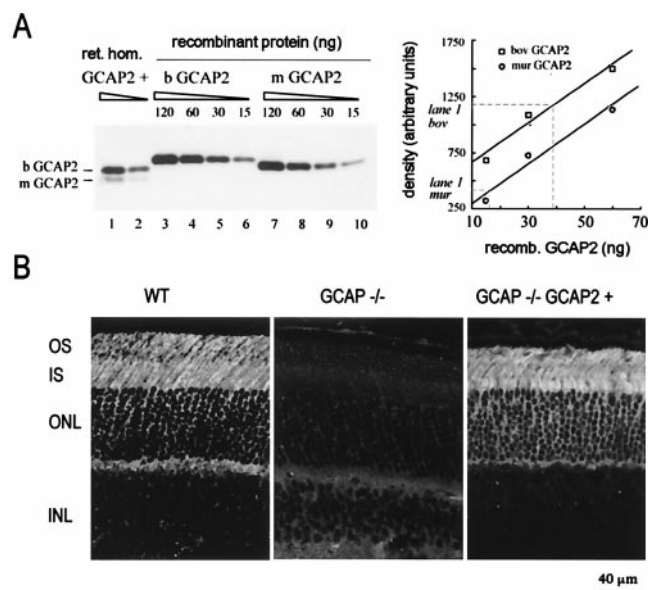 A
ret. hom.
GCAP2 +
recombinant protein (ng)
b GCAP2
m GCAP2
120 60 30 15 120 60 30 15
b GCAP2
m GCAP2
1 2 3 4 5 6 7 8 9 10
density (arbitrary units)
1750
1250
750
250
bov GCAP2
mur GCAP2
lane 1
bov
lane 1
mur
10 30 50 70
recomb. GCAP2 (ng)
B
WT
GCAP -/-
GCAP -/- GCAP2 +
OS
IS
ONL
INL
40 µm